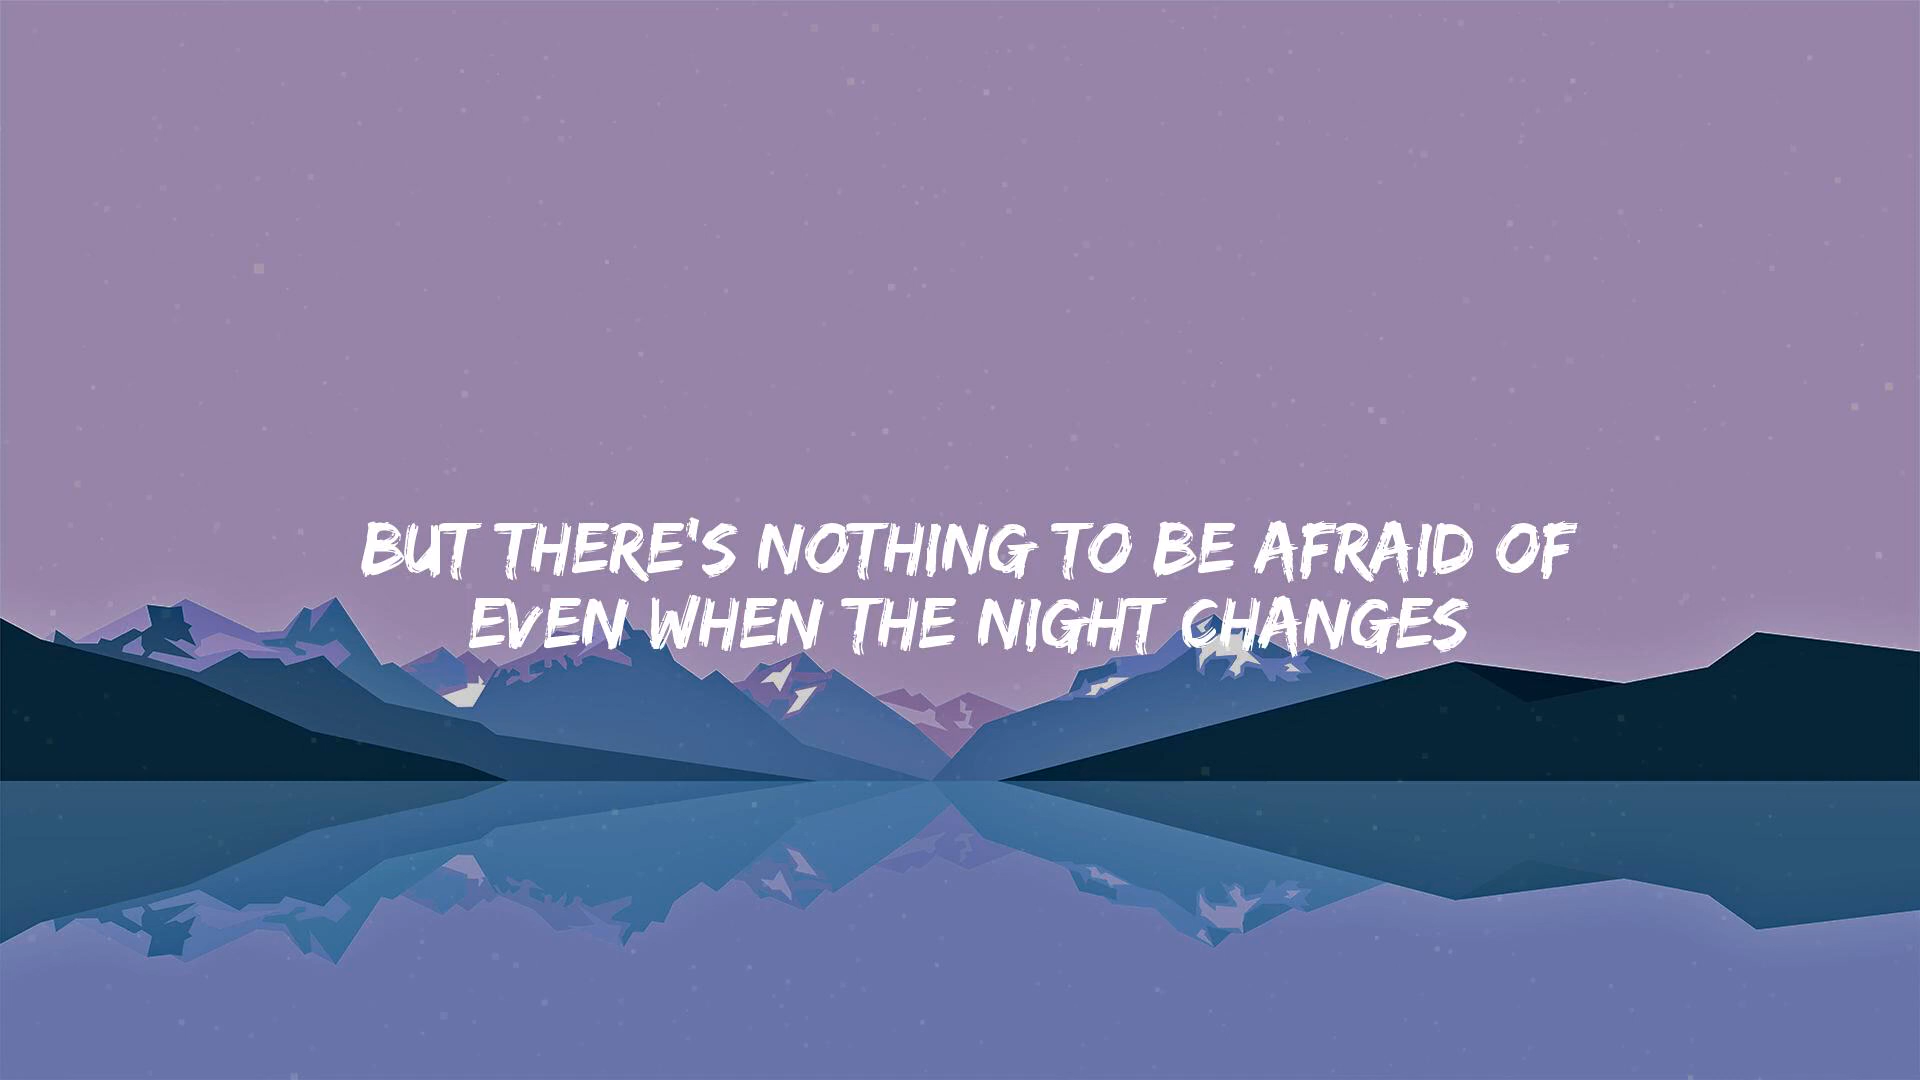 BUT THERE'S NOTHING TO BE AFRAID OF
EVEN WHEN THE NIGHT CHANGES